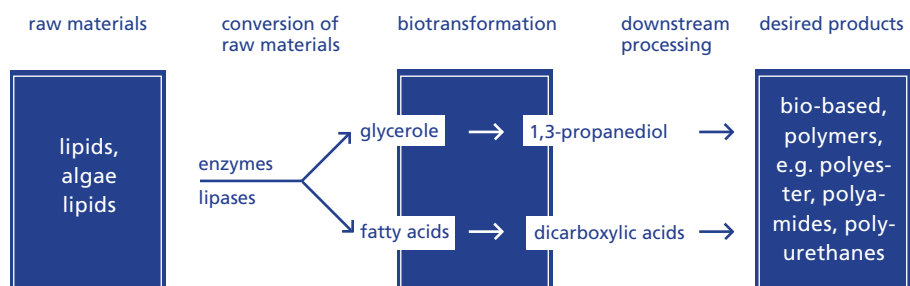 raw materials
conversion of
raw materials
biotransformation
downstream
processing
desired products
lipids,
algae
lipids
enzymes
lipases
glycerole
1,3-propanediol
fatty acids
dicarboxylic acids
bio-based,
polymers,
e.g. polyes-
ter, polya-
mides, poly-
urethanes